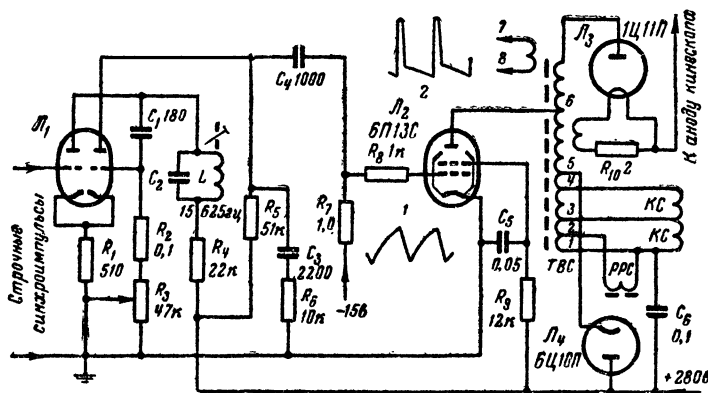 Л₃
1Ц11П
7
8
К аноду кинескопа
Л₁
C₁ 180
C₄ 1000
2
Л₂
6П13С
6
R₁₀ 2
C₂
L
15 625гц
R₈ 1к
5
4
3
2
1
КС
КС
Строчные
синхроимпульсы
R₁
510
R₂
0,1
R₃
47к
R₄
22к
R₅
51к
C₃
2200
R₆
10к
R₇
1,0
-15в
1
C₅
0,05
R₉
12к
ТВС
РРС
C₆
0,1
Л₄
6Ц10П
+280в